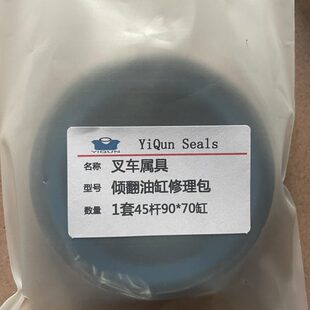 YiQun Seals
YIQUN
名称 叉车属具
型号 倾翻油缸修理包
数量 1套45杆90*70缸